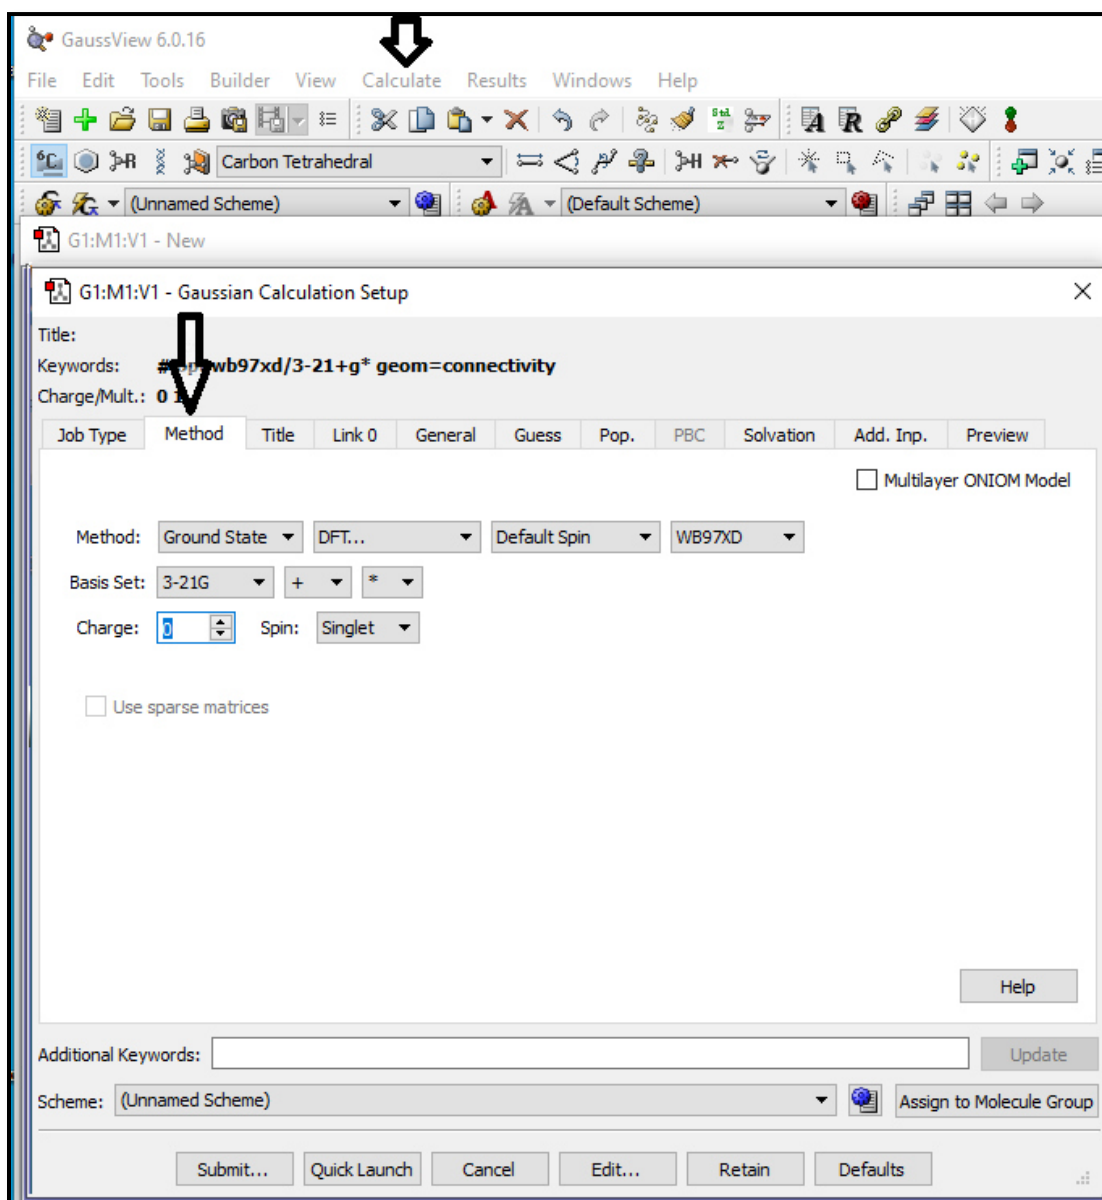 GaussView 6.0.16
File Edit Tools Builder View Calculate Results Windows Help
Carbon Tetrahedral
(Unnamed Scheme) (Default Scheme)
G1:M1:V1 - New
G1:M1:V1 - Gaussian Calculation Setup
Title:
Keywords: wb97xd/3-21+g* geom=connectivity
Charge/Mult.: 0
Job Type Method Title Link 0 General Guess Pop. PBC Solvation Add. Inp. Preview
Multilayer ONIOM Model
Method: Ground State DFT... Default Spin WB97XD
Basis Set: 3-21G + *
Charge: 0 Spin: Singlet
Use sparse matrices
Help
Additional Keywords: Update
Scheme: (Unnamed Scheme) Assign to Molecule Group
Submit... Quick Launch Cancel Edit... Retain Defaults